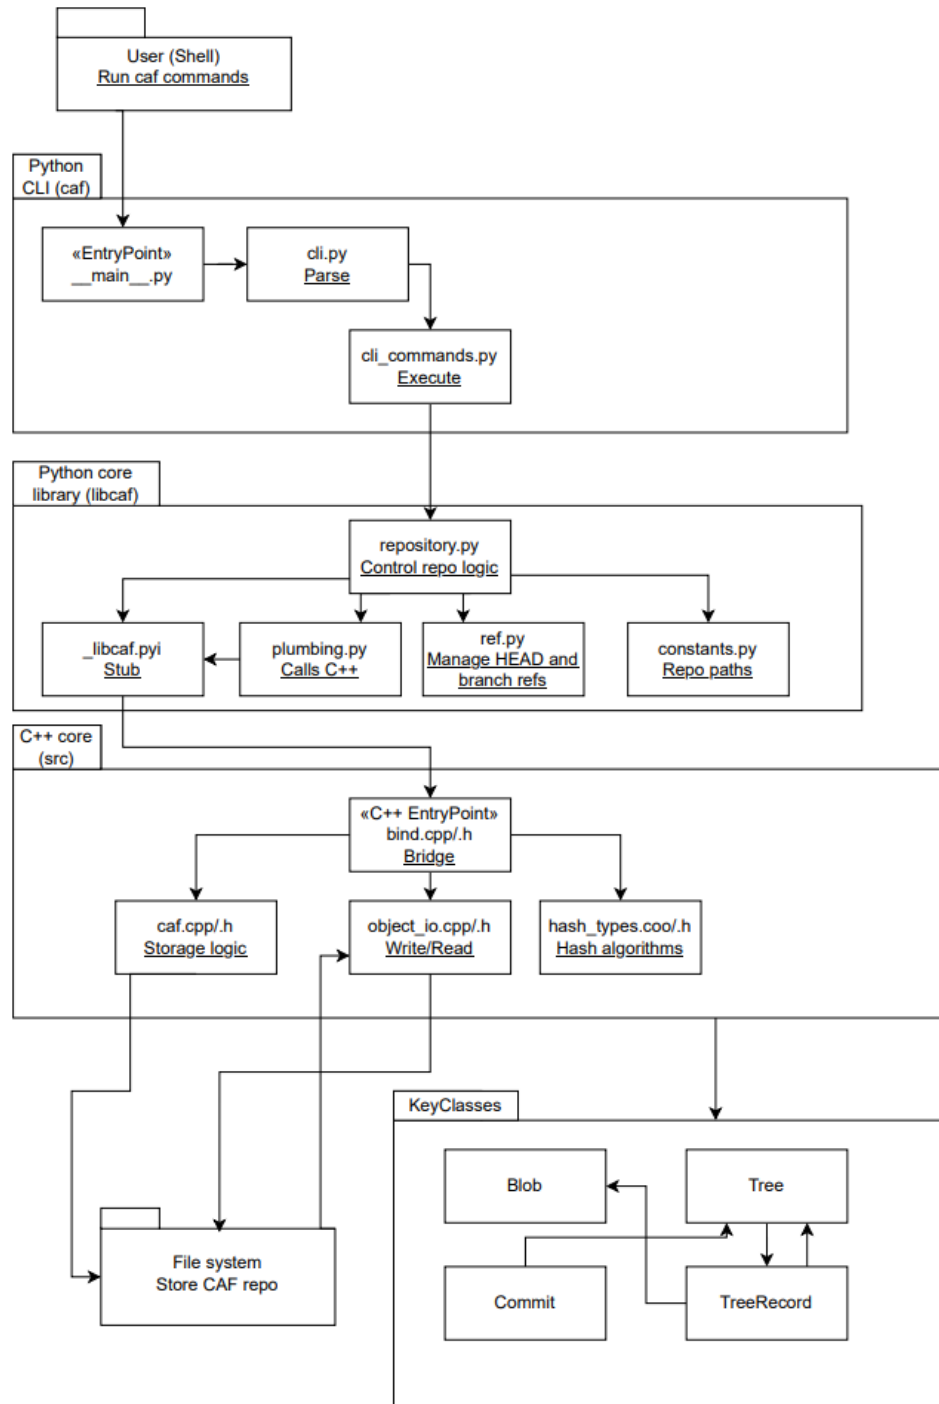 User (Shell)
Run caf commands
Python
CLI (caf)
«EntryPoint»
__main__.py
cli.py
Parse
cli_commands.py
Execute
Python core
library (libcaf)
repository.py
Control repo logic
_libcaf.pyi
Stub
plumbing.py
Calls C++
ref.py
Manage HEAD and
branch refs
constants.py
Repo paths
C++ core
(src)
«C++ EntryPoint»
bind.cpp/.h
Bridge
caf.cpp/.h
Storage logic
object_io.cpp/.h
Write/Read
hash_types.coo/.h
Hash algorithms
KeyClasses
Blob
Tree
Commit
TreeRecord
File system
Store CAF repo